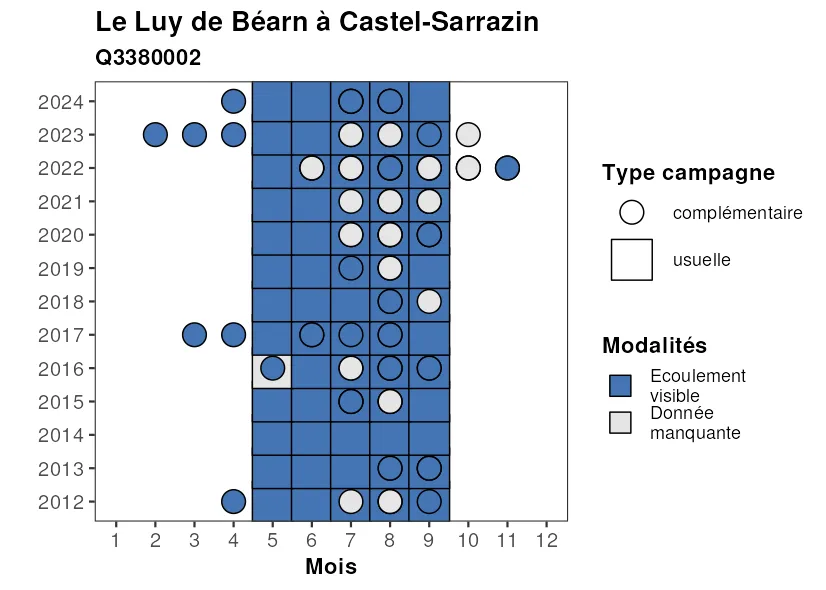 Le Luy de Béarn à Castel-Sarrazin
Q3380002
2024
2023
2022
2021
2020
2019
2018
2017
2016
2015
2014
2013
2012
1 2 3 4 5 6 7 8 9 10 11 12
Mois
Type campagne
complémentaire
usuelle
Modalités
Ecoulement
visible
Donnée
manquante